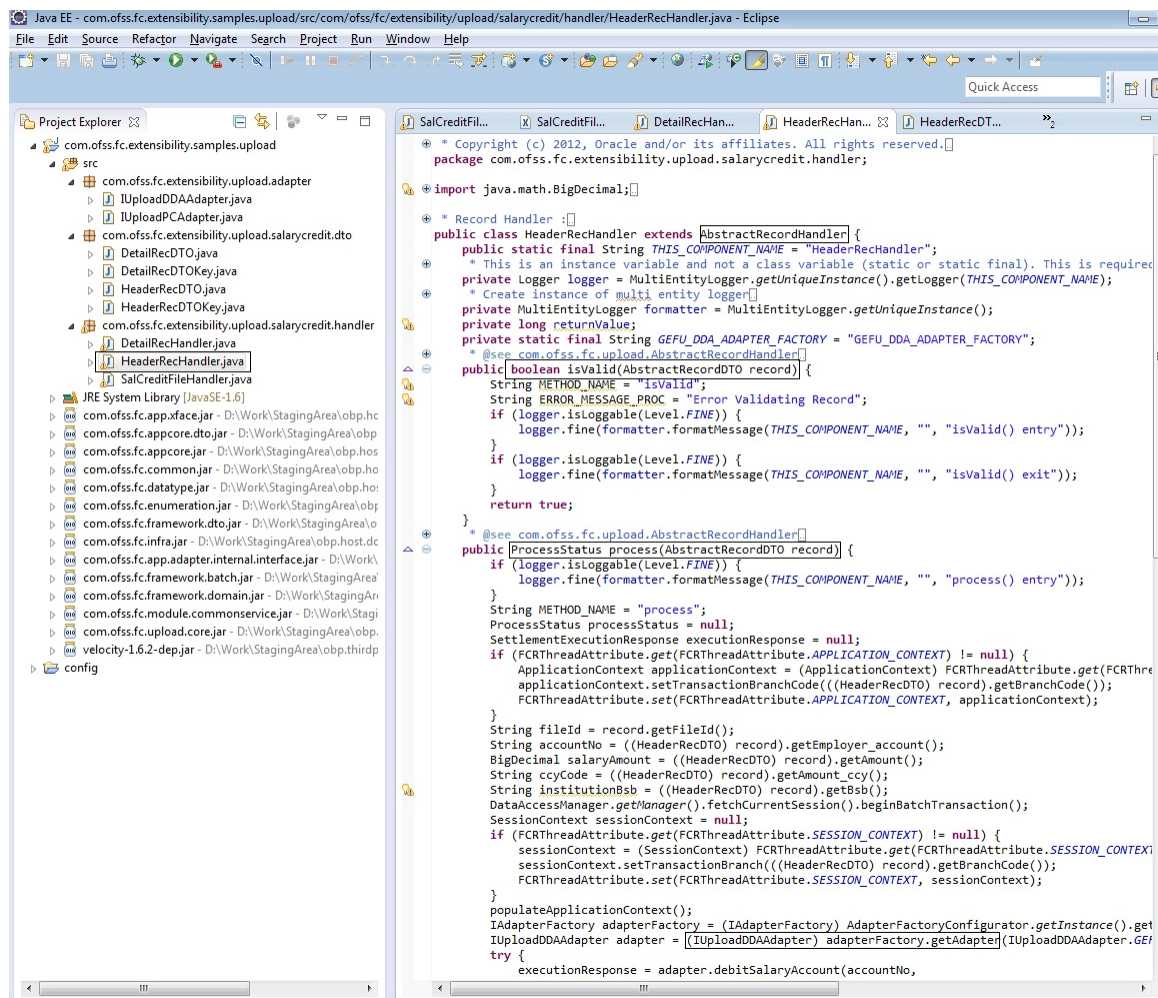 Java EE - com.ofss.fc.extensibility.samples.upload/src/com/ofss/fc/extensibility/upload/salarycredit/handler/HeaderRecHandler.java - Eclipse
File Edit Source Refactor Navigate Search Project Run Window Help
Quick Access
Project Explorer
com.ofss.fc.extensibility.samples.upload
src
com.ofss.fc.extensibility.upload.adapter
IUploadDDAAdapter.java
IUploadPCAdapter.java
com.ofss.fc.extensibility.upload.salarycredit.dto
DetailRecDTO.java
DetailRecDTOKey.java
HeaderRecDTO.java
HeaderRecDTOKey.java
com.ofss.fc.extensibility.upload.salarycredit.handler
DetailRecHandler.java
HeaderRecHandler.java
SalCreditFileHandler.java
JRE System Library [JavaSE-1.6]
com.ofss.fc.app.xface.jar - D:\Work\StagingArea\obp.hc
com.ofss.fc.appcore.dto.jar - D:\Work\StagingArea\obp
com.ofss.fc.appcore.jar - D:\Work\StagingArea\obp.hos
com.ofss.fc.common.jar - D:\Work\StagingArea\obp.ho
com.ofss.fc.datatype.jar - D:\Work\StagingArea\obp.hos
com.ofss.fc.enumeration.jar - D:\Work\StagingArea\obp
com.ofss.fc.framework.dto.jar - D:\Work\StagingArea\o
com.ofss.fc.infra.jar - D:\Work\StagingArea\obp.host.dc
com.ofss.fc.app.adapter.internal.interface.jar - D:\Work\
com.ofss.fc.framework.batch.jar - D:\Work\StagingArea\
com.ofss.fc.framework.domain.jar - D:\Work\StagingAr
com.ofss.fc.module.commonservice.jar - D:\Work\Stagi
com.ofss.fc.upload.core.jar - D:\Work\StagingArea\obp.
velocity-1.6.2-dep.jar - D:\Work\StagingArea\obp.thirdp
config
SalCreditFil... SalCreditFil... DetailRecHan... HeaderRecHan... HeaderRecDT... »2
* Copyright (c) 2012, Oracle and/or its affiliates. All rights reserved.
package com.ofss.fc.extensibility.upload.salarycredit.handler;
import java.math.BigDecimal;
* Record Handler :
public class HeaderRecHandler extends AbstractRecordHandler {
public static final String THIS_COMPONENT_NAME = "HeaderRecHandler";
* This is an instance variable and not a class variable (static or static final). This is required
private Logger logger = MultiEntityLogger.getUniqueInstance().getLogger(THIS_COMPONENT_NAME);
* Create instance of multi entity logger
private MultiEntityLogger formatter = MultiEntityLogger.getUniqueInstance();
private long returnValue;
private static final String GEFU_DDA_ADAPTER_FACTORY = "GEFU_DDA_ADAPTER_FACTORY";
* @see com.ofss.fc.upload.AbstractRecordHandler
public boolean isValid(AbstractRecordDTO record) {
String METHOD_NAME = "isValid";
String ERROR_MESSAGE_PROC = "Error Validating Record";
if (logger.isLoggable(Level.FINE)) {
logger.fine(formatter.formatMessage(THIS_COMPONENT_NAME, "", "isValid() entry"));
}
if (logger.isLoggable(Level.FINE)) {
logger.fine(formatter.formatMessage(THIS_COMPONENT_NAME, "", "isValid() exit"));
}
return true;
}
* @see com.ofss.fc.upload.AbstractRecordHandler
public ProcessStatus process(AbstractRecordDTO record) {
if (logger.isLoggable(Level.FINE)) {
logger.fine(formatter.formatMessage(THIS_COMPONENT_NAME, "", "process() entry"));
}
String METHOD_NAME = "process";
ProcessStatus processStatus = null;
SettlementExecutionResponse executionResponse = null;
if (FCRThreadAttribute.get(FCRThreadAttribute.APPLICATION_CONTEXT) != null) {
ApplicationContext applicationContext = (ApplicationContext) FCRThreadAttribute.get(FCRThre
applicationContext.setTransactionBranchCode(((HeaderRecDTO) record).getBranchCode());
FCRThreadAttribute.set(FCRThreadAttribute.APPLICATION_CONTEXT, applicationContext);
}
String fileId = record.getFileId();
String accountNo = ((HeaderRecDTO) record).getEmployer_account();
BigDecimal salaryAmount = ((HeaderRecDTO) record).getAmount();
String ccyCode = ((HeaderRecDTO) record).getAmount_ccy();
String institutionBsb = ((HeaderRecDTO) record).getBsb();
DataAccessManager.getManager().fetchCurrentSession().beginBatchTransaction();
SessionContext sessionContext = null;
if (FCRThreadAttribute.get(FCRThreadAttribute.SESSION_CONTEXT) != null) {
sessionContext = (SessionContext) FCRThreadAttribute.get(FCRThreadAttribute.SESSION_CONTEXT
sessionContext.setTransactionBranch(((HeaderRecDTO) record).getBranchCode());
FCRThreadAttribute.set(FCRThreadAttribute.SESSION_CONTEXT, sessionContext);
}
populateApplicationContext();
IAdapterFactory adapterFactory = (IAdapterFactory) AdapterFactoryConfigurator.getInstance().get
IUploadDDAAdapter adapter = (IUploadDDAAdapter) adapterFactory.getAdapter(IUploadDDAAdapter.GEF
try {
executionResponse = adapter.debitSalaryAccount(accountNo,